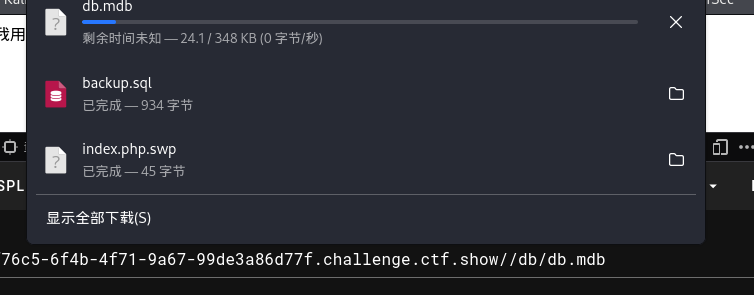 db.mdb
剩余时间未知 — 24.1 / 348 KB (0 字节/秒)
我用
backup.sql
已完成 — 934 字节
index.php.swp
已完成 — 45 字节
SPL
显示全部下载(S)
76c5-6f4b-4f71-9a67-99de3a86d77f.challenge.ctf.show//db/db.mdb